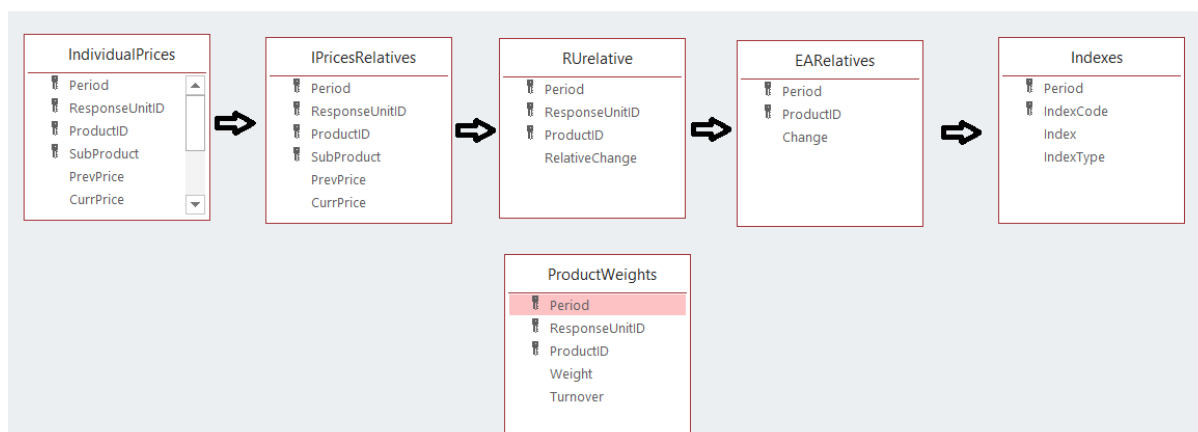 IndividualPrices
Period
ResponseUnitID
ProductID
SubProduct
PrevPrice
CurrPrice
IPricesRelatives
Period
ResponseUnitID
ProductID
SubProduct
PrevPrice
CurrPrice
RUrelative
Period
ResponseUnitID
ProductID
RelativeChange
EARelatives
Period
ProductID
Change
Indexes
Period
IndexCode
Index
IndexType
ProductWeights
Period
ResponseUnitID
ProductID
Weight
Turnover